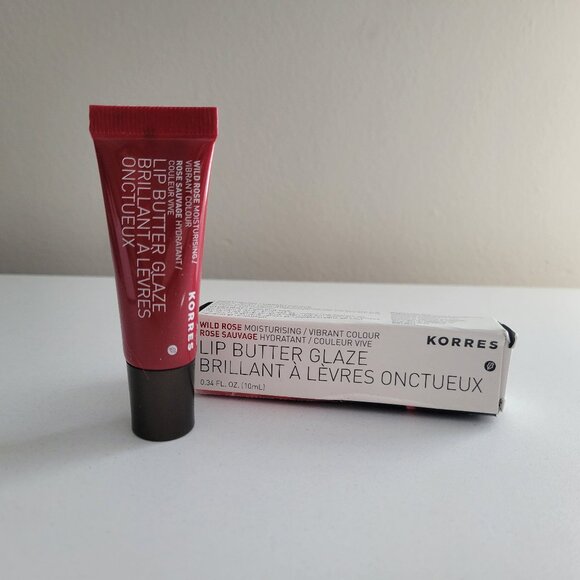 WILD ROSE MOISTURISING /
VIBRANT COLOUR
ROSE SAUVAGE HYDRATANT /
COULEUR VIVE
LIP BUTTER GLAZE
BRILLANT À LÈVRES
ONCTUEUX
KORRES
WILD ROSE MOISTURISING / VIBRANT COLOUR
ROSE SAUVAGE HYDRATANT / COULEUR VIVE
KORRES
LIP BUTTER GLAZE
BRILLANT À LÈVRES ONCTUEUX
0.34 FL. OZ. (10mL)